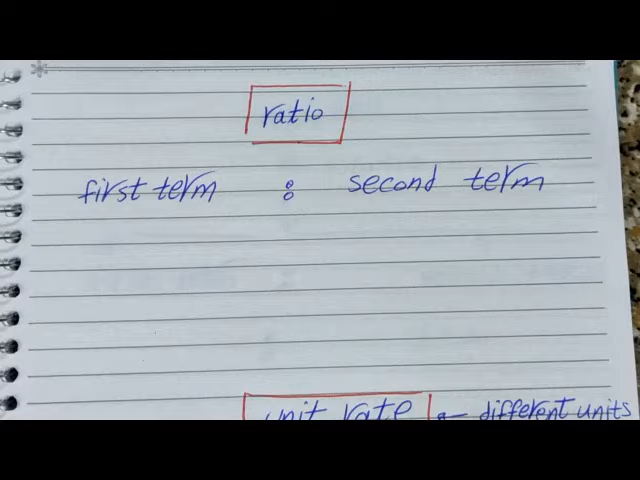 ratio
first term : second term
unit rate — different units